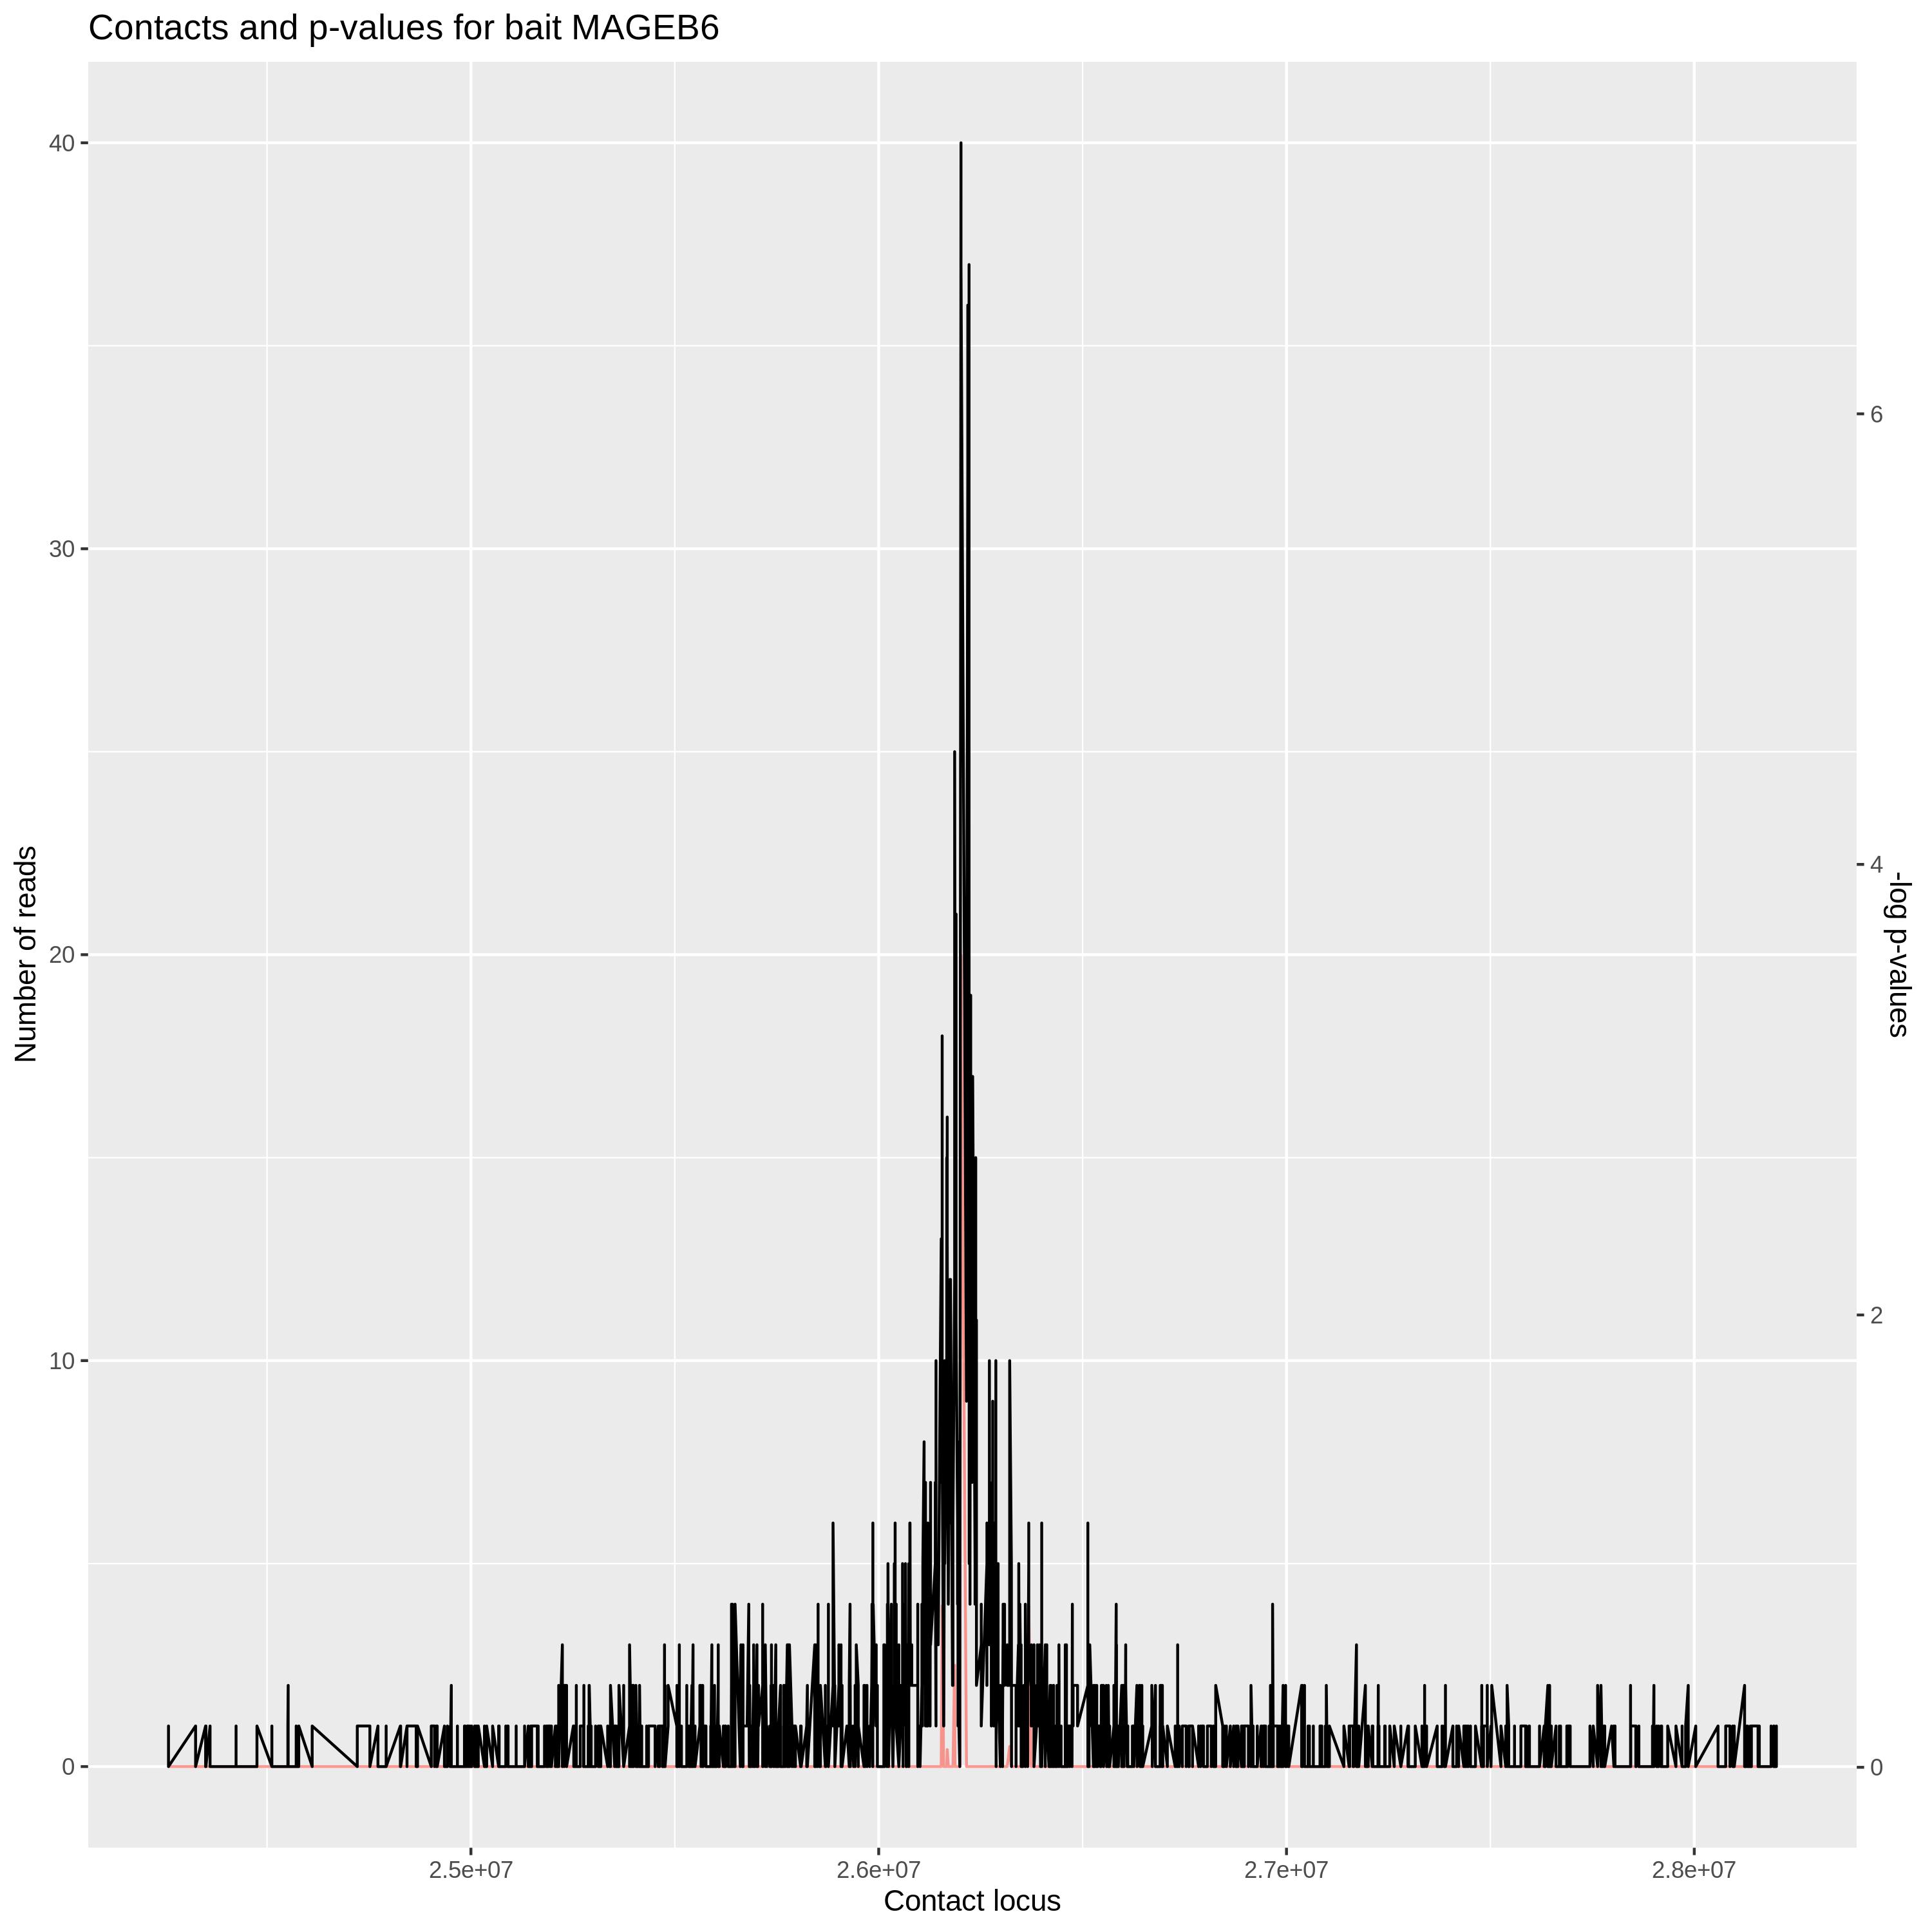 Contacts and p-values for bait MAGEB6
40
30
20
10
0
Number of reads
6
4
2
0
-log p-values
2.5e+07
2.6e+07
2.7e+07
2.8e+07
Contact locus